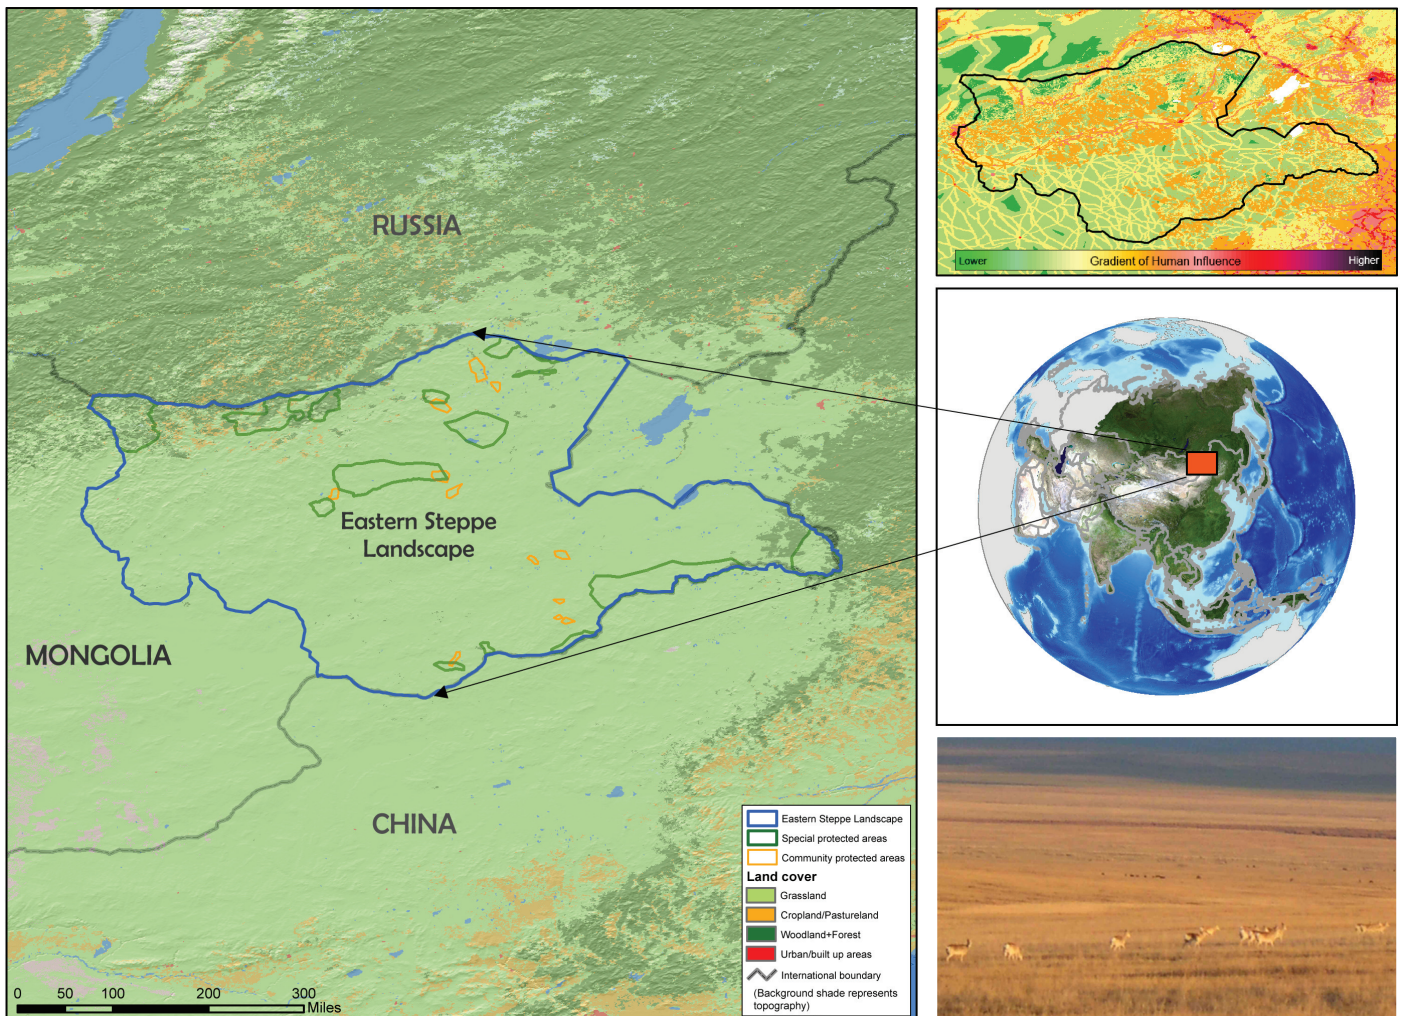 RUSSIA
Eastern Steppe
Landscape
MONGOLIA
CHINA
0 50 100 200 300
Miles
Eastern Steppe Landscape
Special protected areas
Community protected areas
Land cover
Grassland
Cropland/Pastureland
Woodland+Forest
Urban/built up areas
International boundary
(Background shade represents
topography)
Lower Gradient of Human Influence Higher